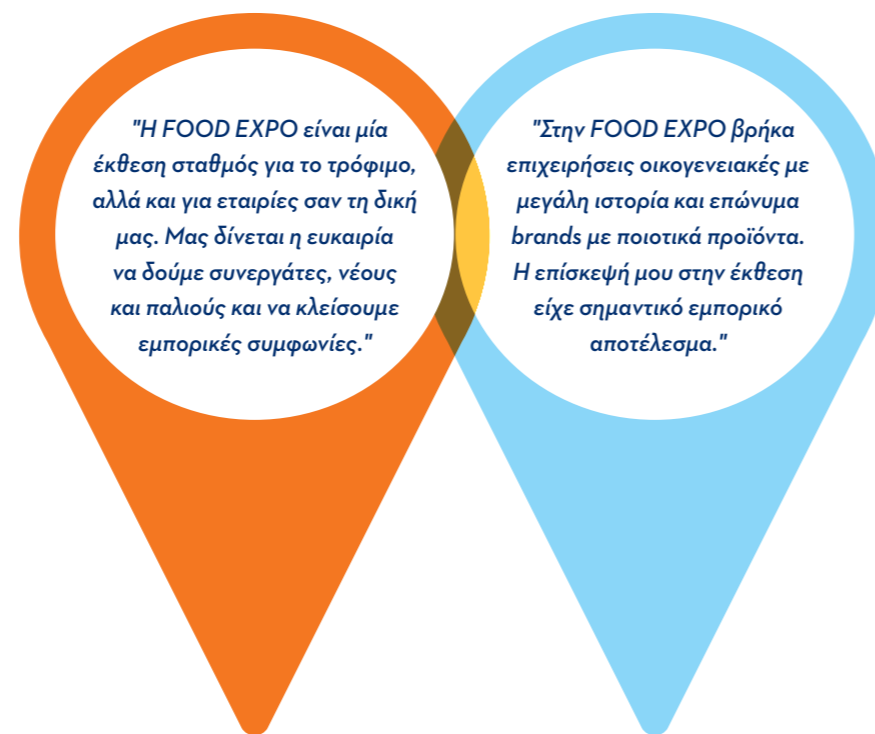 "Η FOOD EXPO είναι μία
έκθεση σταθμός για το τρόφιμο,
αλλά και για εταιρίες σαν τη δική
μας. Μας δίνεται η ευκαιρία
να δούμε συνεργάτες, νέους
και παλιούς και να κλείσουμε
εμπορικές συμφωνίες."
"Στην FOOD EXPO βρήκα
επιχειρήσεις οικογενειακές με
μεγάλη ιστορία και επώνυμα
brands με ποιοτικά προϊόντα.
Η επίσκεψή μου στην έκθεση
είχε σημαντικό εμπορικό
αποτέλεσμα."